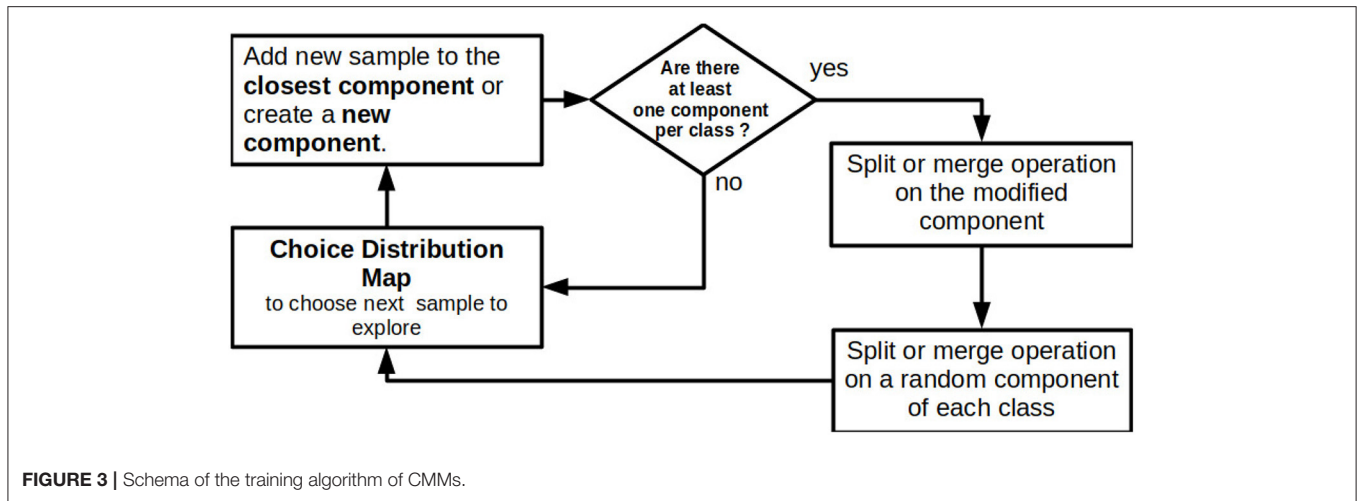 Add new sample to the
closest component or
create a new
component.
Are there
at least
one component
per class ?
yes
no
Split or merge operation
on the modified
component
Choice Distribution
Map
to choose next sample to
explore
Split or merge operation
on a random component
of each class
FIGURE 3 | Schema of the training algorithm of CMMs.